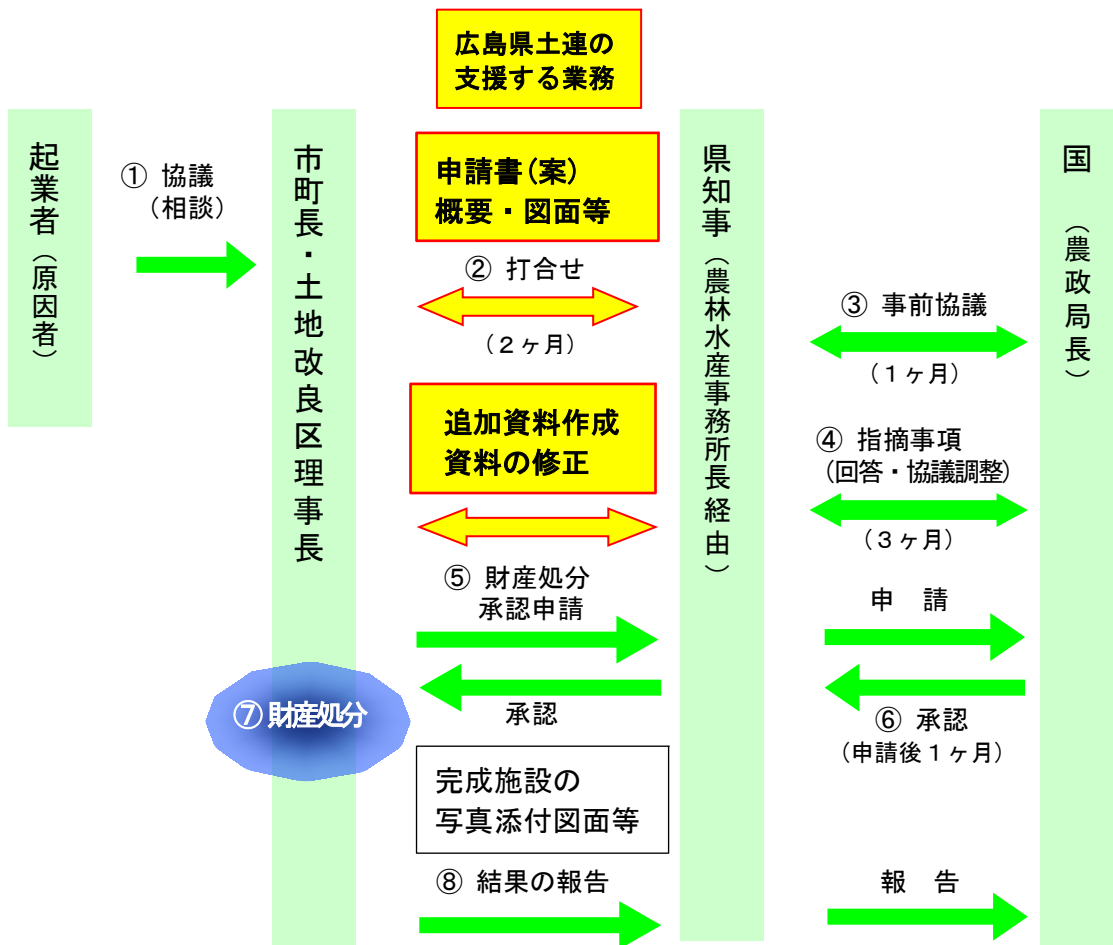 広島県土連の
支援する業務
起業者（原因者）
① 協議
（相談）
市町長・土地改良区理事長
申請書（案）
概要・図面等
② 打合せ
（２ヶ月）
追加資料作成
資料の修正
⑤ 財産処分
承認申請
承認
⑦ 財産処分
完成施設の
写真添付図面等
⑧ 結果の報告
県知事（農林水産事務所長経由）
③ 事前協議
（１ヶ月）
④ 指摘事項
（回答・協議調整）
（３ヶ月）
申　請
⑥ 承認
（申請後１ヶ月）
報　告
国　（農政局長）